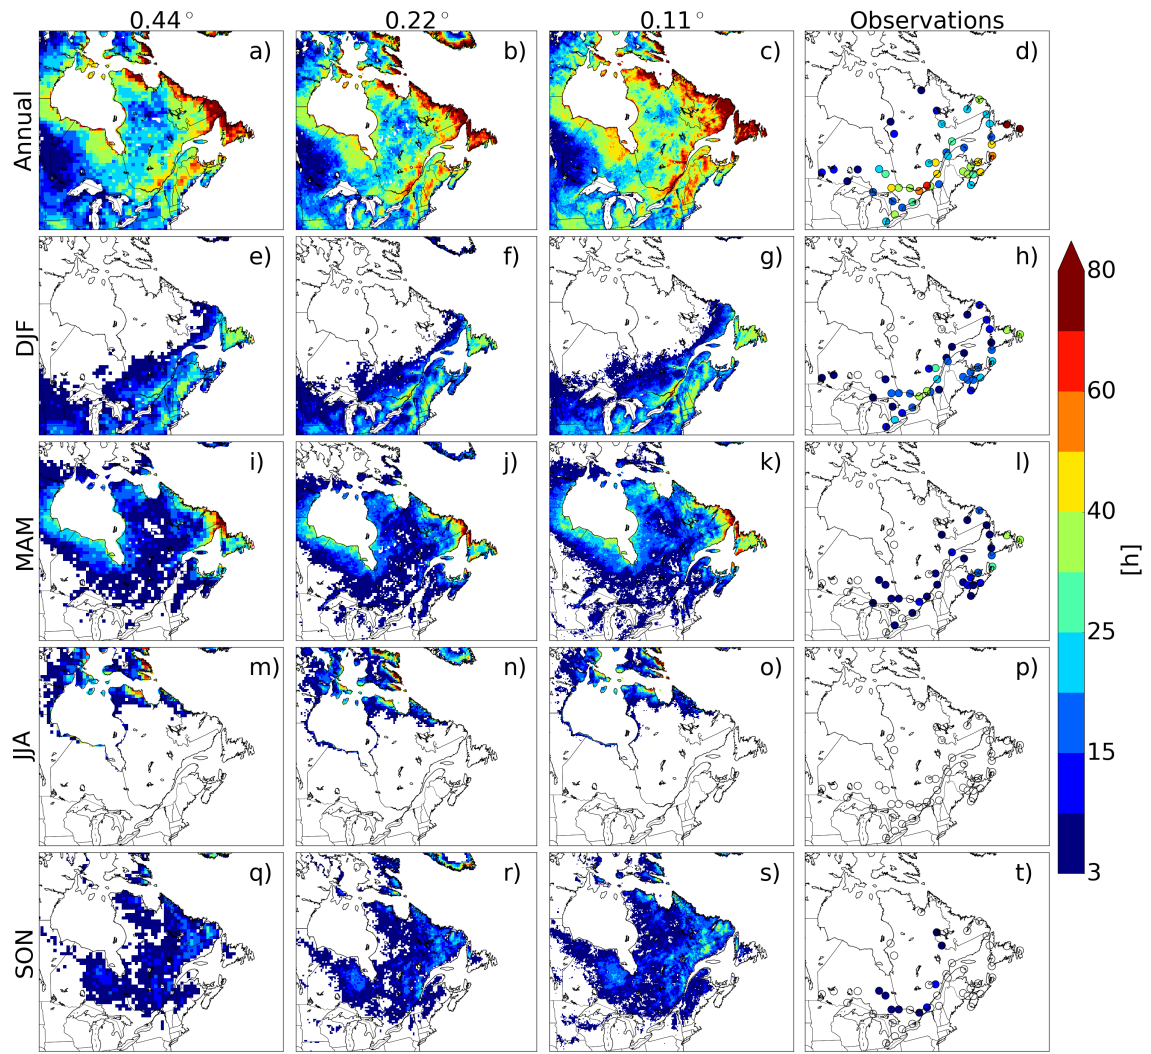 0.44° 0.22° 0.11° Observations
Annual a) b) c) d)
DJF e) f) g) h)
MAM i) j) k) l)
JJA m) n) o) p)
SON q) r) s) t)
80
60
40
25
15
3
[h]